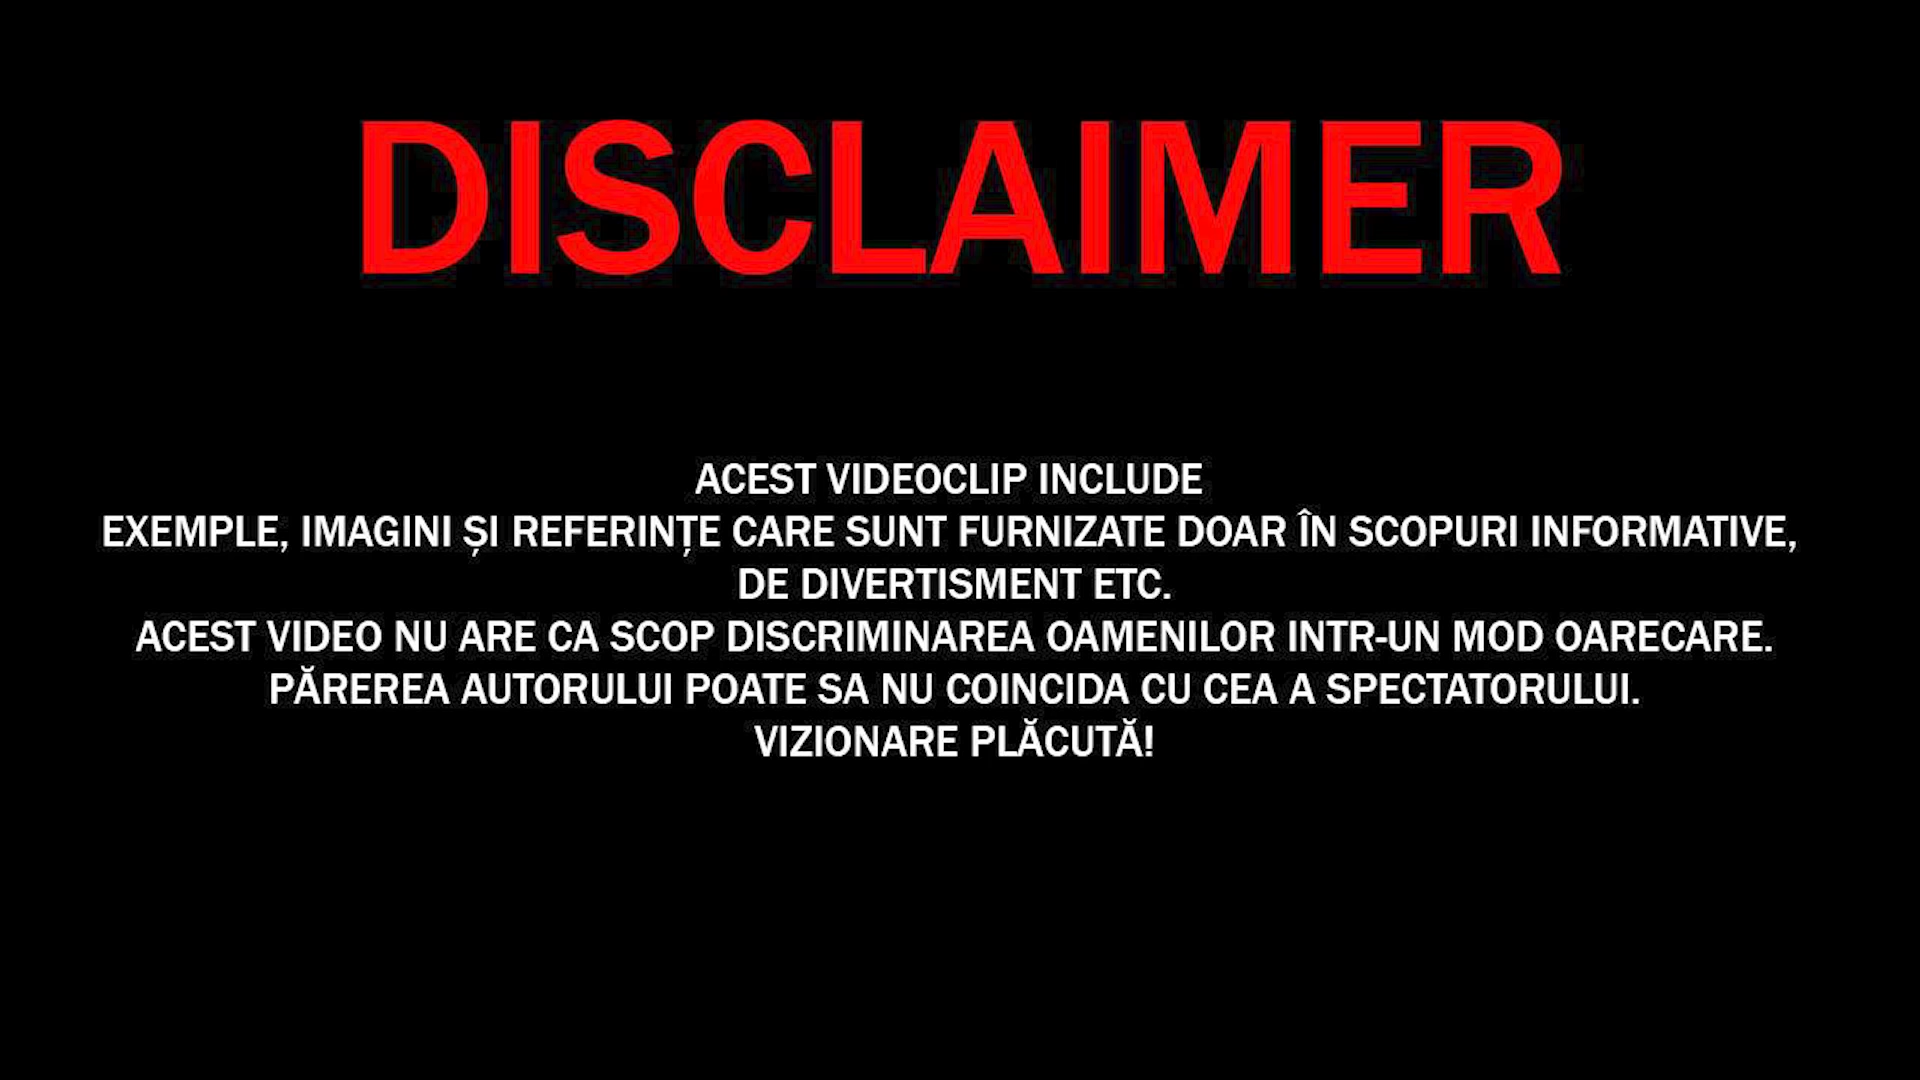 DISCLAIMER
ACEST VIDEOCLIP INCLUDE
EXEMPLE, IMAGINI ȘI REFERINȚE CARE SUNT FURNIZATE DOAR ÎN SCOPURI INFORMATIVE,
DE DIVERTISMENT ETC.
ACEST VIDEO NU ARE CA SCOP DISCRIMINAREA OAMENILOR INTR-UN MOD OARECARE.
PĂREREA AUTORULUI POATE SA NU COINCIDA CU CEA A SPECTATORULUI.
VIZIONARE PLĂCUTĂ!